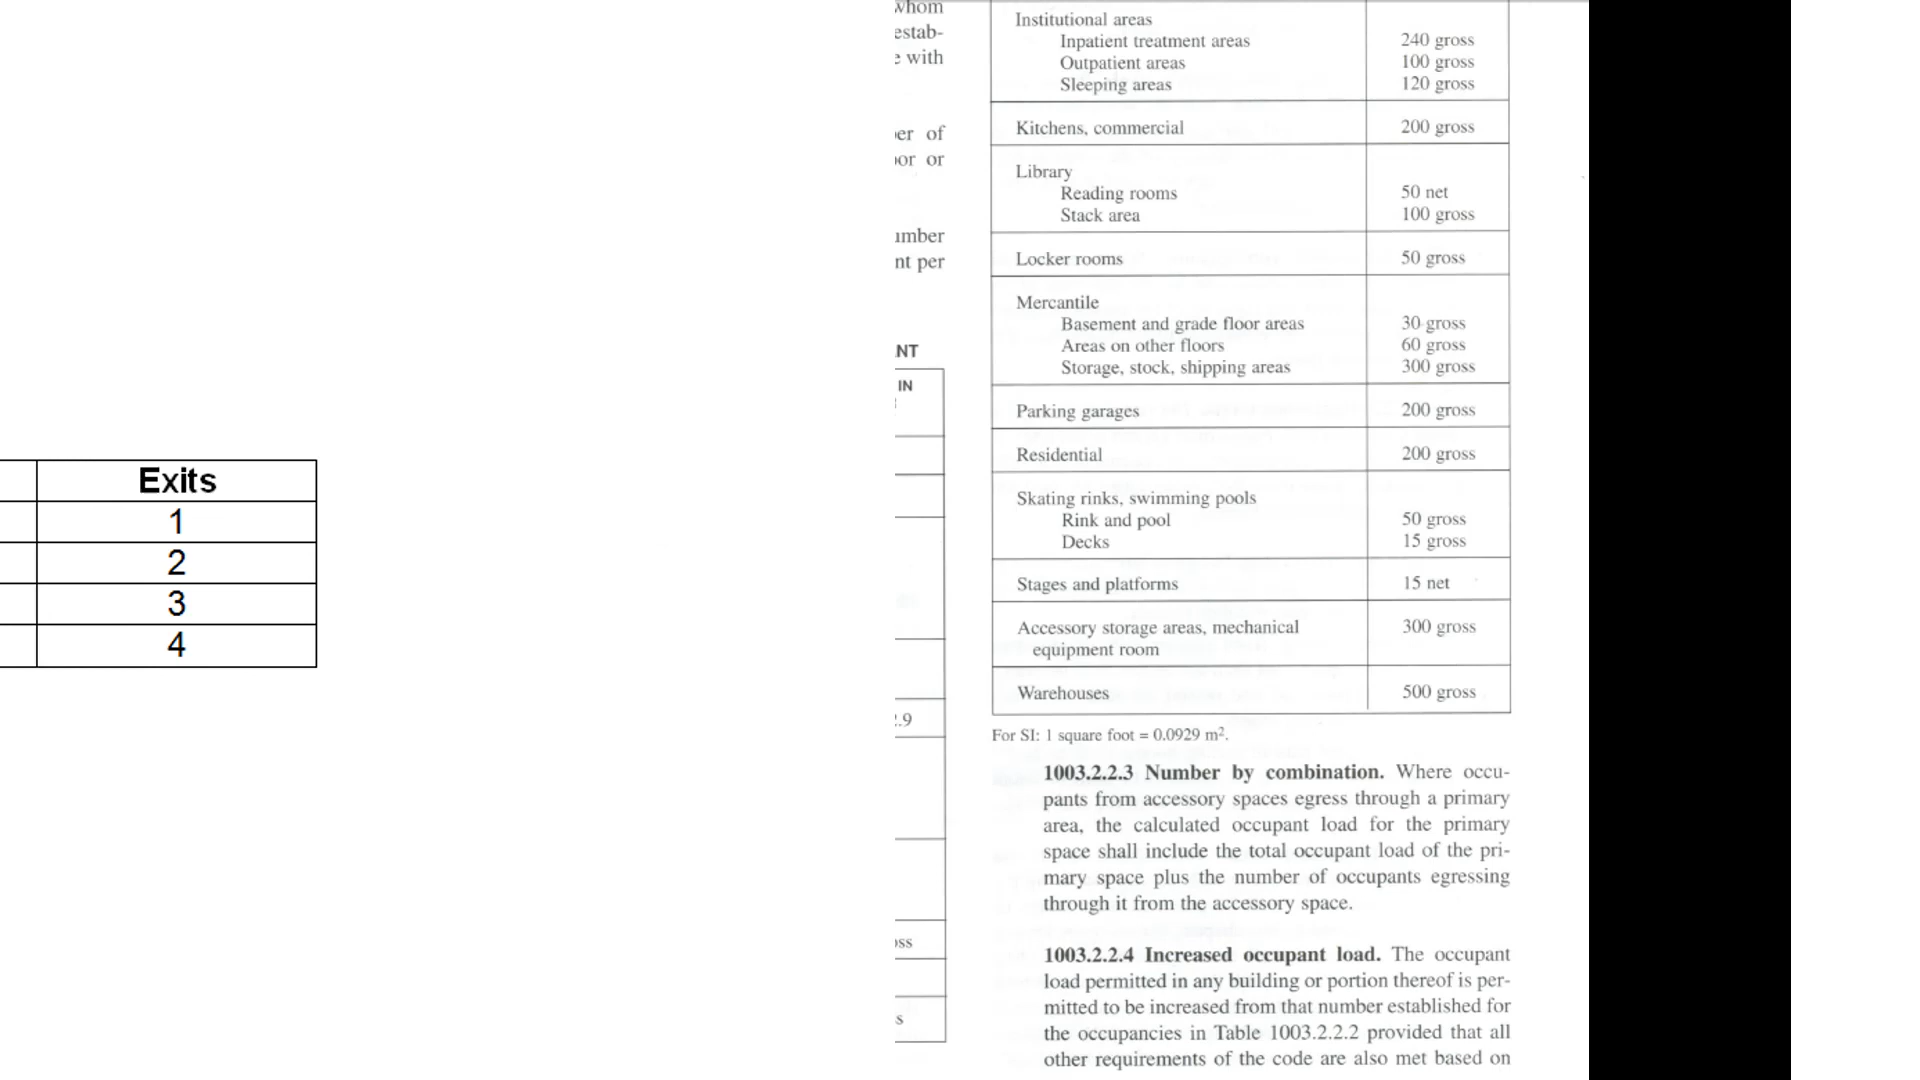 Exits
1
2
3
4
whom
estab-
with
of
or
nt per
NT
IN
Institutional areas
Inpatient treatment areas 240 gross
Outpatient areas 100 gross
Sleeping areas 120 gross
Kitchens, commercial 200 gross
Library
Reading rooms 50 net
Stack area 100 gross
Locker rooms 50 gross
Mercantile
Basement and grade floor areas 30 gross
Areas on other floors 60 gross
Storage, stock, shipping areas 300 gross
Parking garages 200 gross
Residential 200 gross
Skating rinks, swimming pools
Rink and pool 50 gross
Decks 15 gross
Stages and platforms 15 net
Accessory storage areas, mechanical 300 gross
equipment room
Warehouses 500 gross
For SI: 1 square foot = 0.0929 m².
1003.2.2.3 Number by combination. Where occu-
pants from accessory spaces egress through a primary
area, the calculated occupant load for the primary
space shall include the total occupant load of the pri-
mary space plus the number of occupants egressing
through it from the accessory space.
1003.2.2.4 Increased occupant load. The occupant
load permitted in any building or portion thereof is per-
mitted to be increased from that number established for
the occupancies in Table 1003.2.2.2 provided that all
other requirements of the code are also met based on